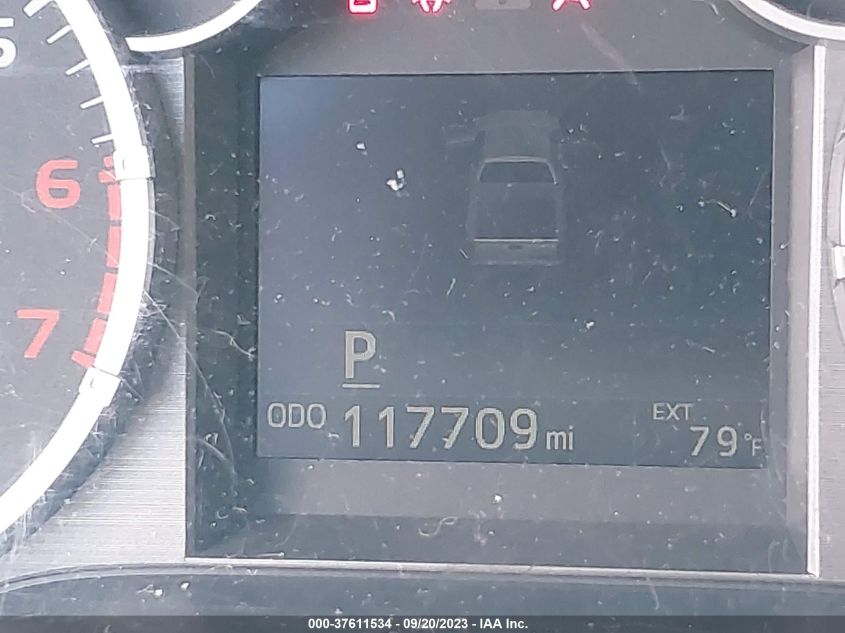 5
6
7
P
ODO 117709 mi
EXT
79°F
000-37611534 - 09/20/2023 - IAA Inc.